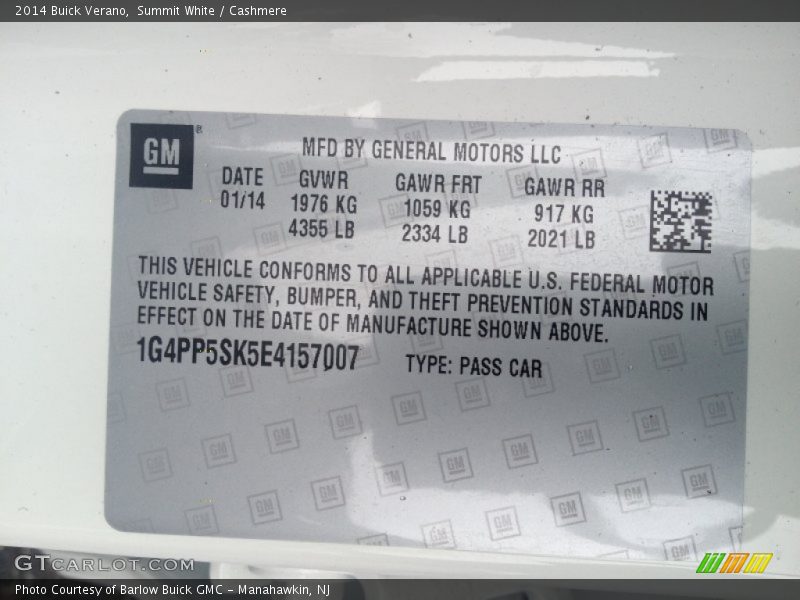 2014 Buick Verano, Summit White / Cashmere
GM ®
MFD BY GENERAL MOTORS LLC
DATE GVWR GAWR FRT GAWR RR
01/14 1976 KG 1059 KG 917 KG
4355 LB 2334 LB 2021 LB
THIS VEHICLE CONFORMS TO ALL APPLICABLE U.S. FEDERAL MOTOR
VEHICLE SAFETY, BUMPER, AND THEFT PREVENTION STANDARDS IN
EFFECT ON THE DATE OF MANUFACTURE SHOWN ABOVE.
1G4PP5SK5E4157007 TYPE: PASS CAR
GTCARLOT.COM
Photo Courtesy of Barlow Buick GMC - Manahawkin, NJ